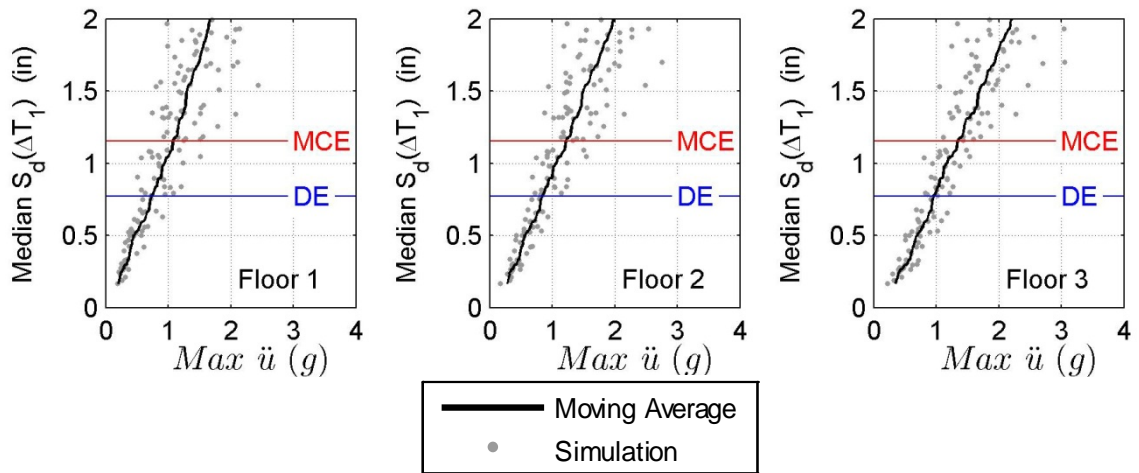 Median S_d(ΔT_1) (in)
2
1.5
1
0.5
0
MCE
DE
Floor 1
0 1 2 3 4
Max ü (g)
Median S_d(ΔT_1) (in)
2
1.5
1
0.5
0
MCE
DE
Floor 2
0 1 2 3 4
Max ü (g)
Median S_d(ΔT_1) (in)
2
1.5
1
0.5
0
MCE
DE
Floor 3
0 1 2 3 4
Max ü (g)
Moving Average
Simulation